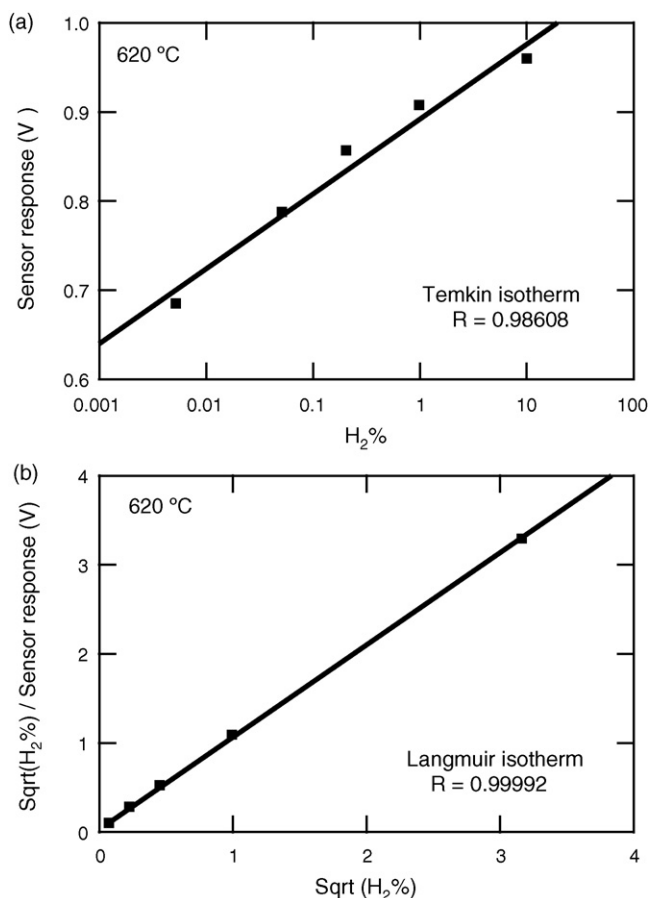 (a)
620 ºC
Sensor response (V )
1.0
0.9
0.8
0.7
0.6
Temkin isotherm
R = 0.98608
0.001 0.01 0.1 1 10 100
H₂%
(b)
620 ºC
Sqrt(H₂%) / Sensor response (V)
4
3
2
1
0
Langmuir isotherm
R = 0.99992
0 1 2 3 4
Sqrt (H₂%)